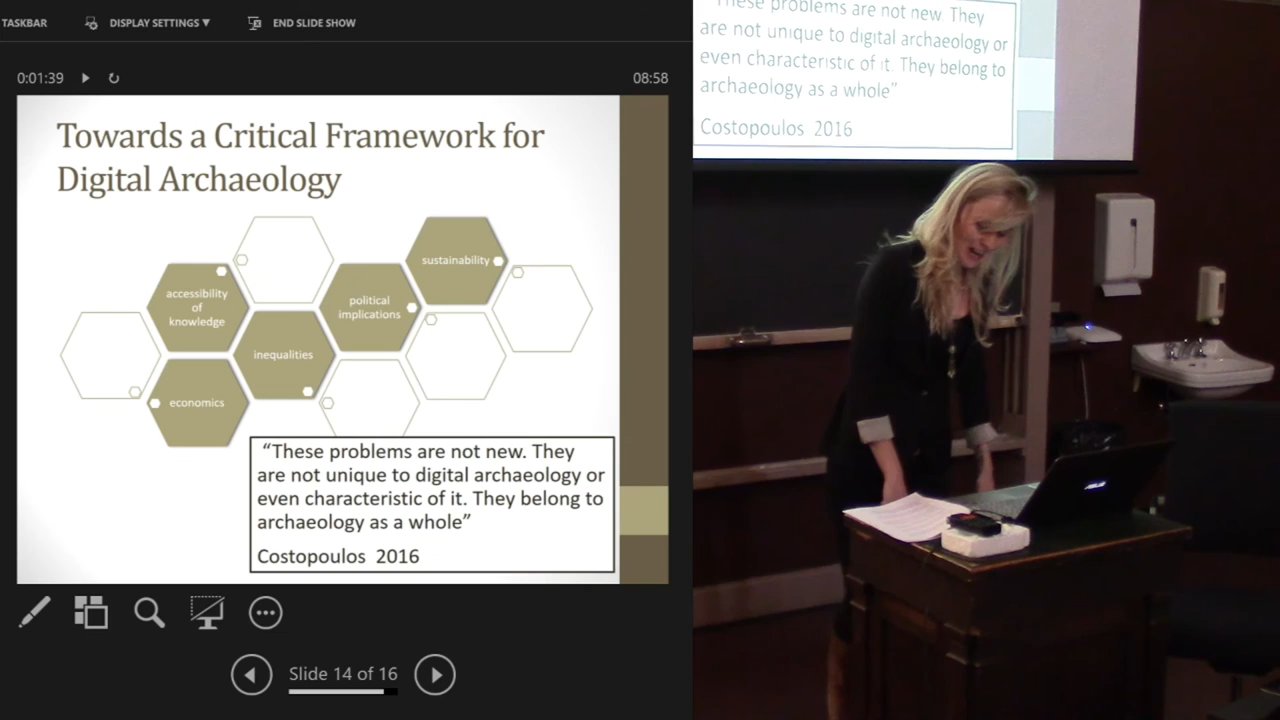 TASKBAR
DISPLAY SETTINGS ▼
END SLIDE SHOW
0:01:39
08:58
Towards a Critical Framework for
Digital Archaeology
sustainability
accessibility
of
knowledge
political
implications
inequalities
economics
“These problems are not new. They
are not unique to digital archaeology or
even characteristic of it. They belong to
archaeology as a whole”
Costopoulos 2016
Slide 14 of 16
“These problems are not new. They
are not unique to digital archaeology or
even characteristic of it. They belong to
archaeology as a whole”
Costopoulos 2016
ASUS